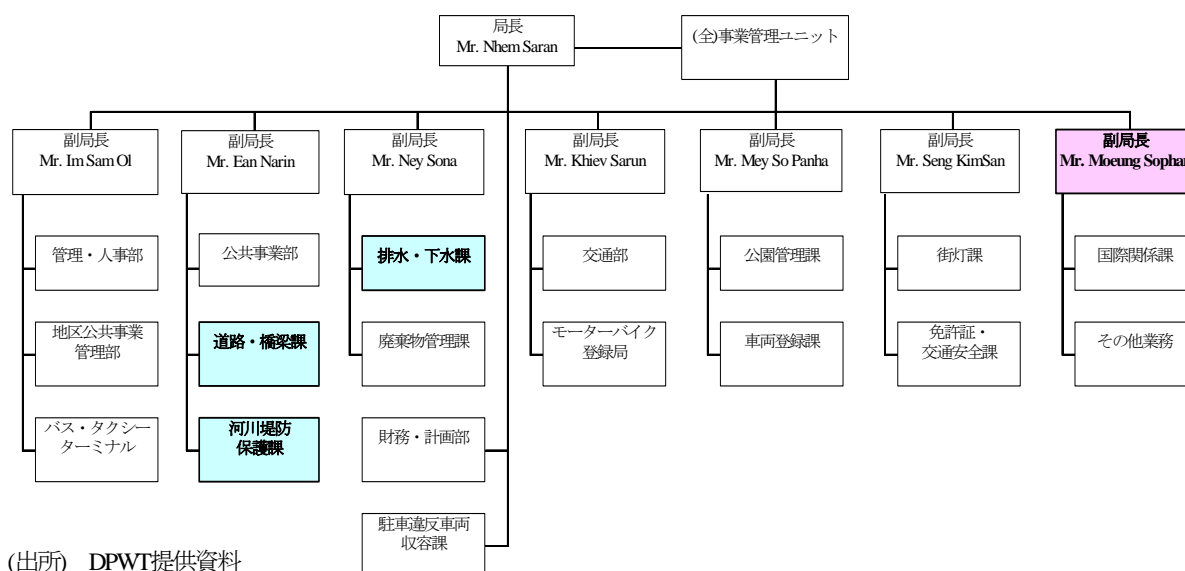 局長
Mr. Nhem Saran
(全)事業管理ユニット
副局長
Mr. Im Sam Ol
副局長
Mr. Ean Narin
副局長
Mr. Ney Sona
副局長
Mr. Khiev Sarun
副局長
Mr. Mey So Panha
副局長
Mr. Seng KimSan
副局長
Mr. Moeung Sophan
管理・人事部
公共事業部
排水・下水課
交通部
公園管理課
街灯課
国際関係課
地区公共事業
管理部
道路・橋梁課
廃棄物管理課
モーターバイク
登録局
車両登録課
免許証・
交通安全課
その他業務
バス・タクシー
ターミナル
河川堤防
保護課
財務・計画部
駐車違反車両
収容課
(出所) DPWT提供資料